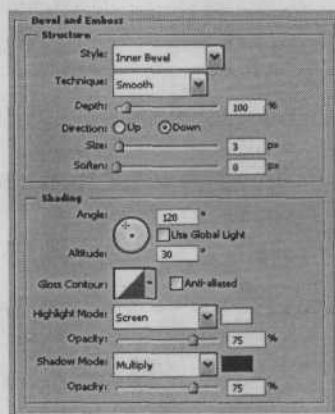 Bevel and Emboss
Structure
Style: Inner Bevel
Technique: Smooth
Depth: 100 %
Direction: Up Down
Size: 3 px
Soften: 0 px
Shading
Angle: 120 °
Use Global Light
Altitude: 30 °
Gloss Contour: Anti-aliased
Highlight Mode: Screen
Opacity: 75 %
Shadow Mode: Multiply
Opacity: 75 %